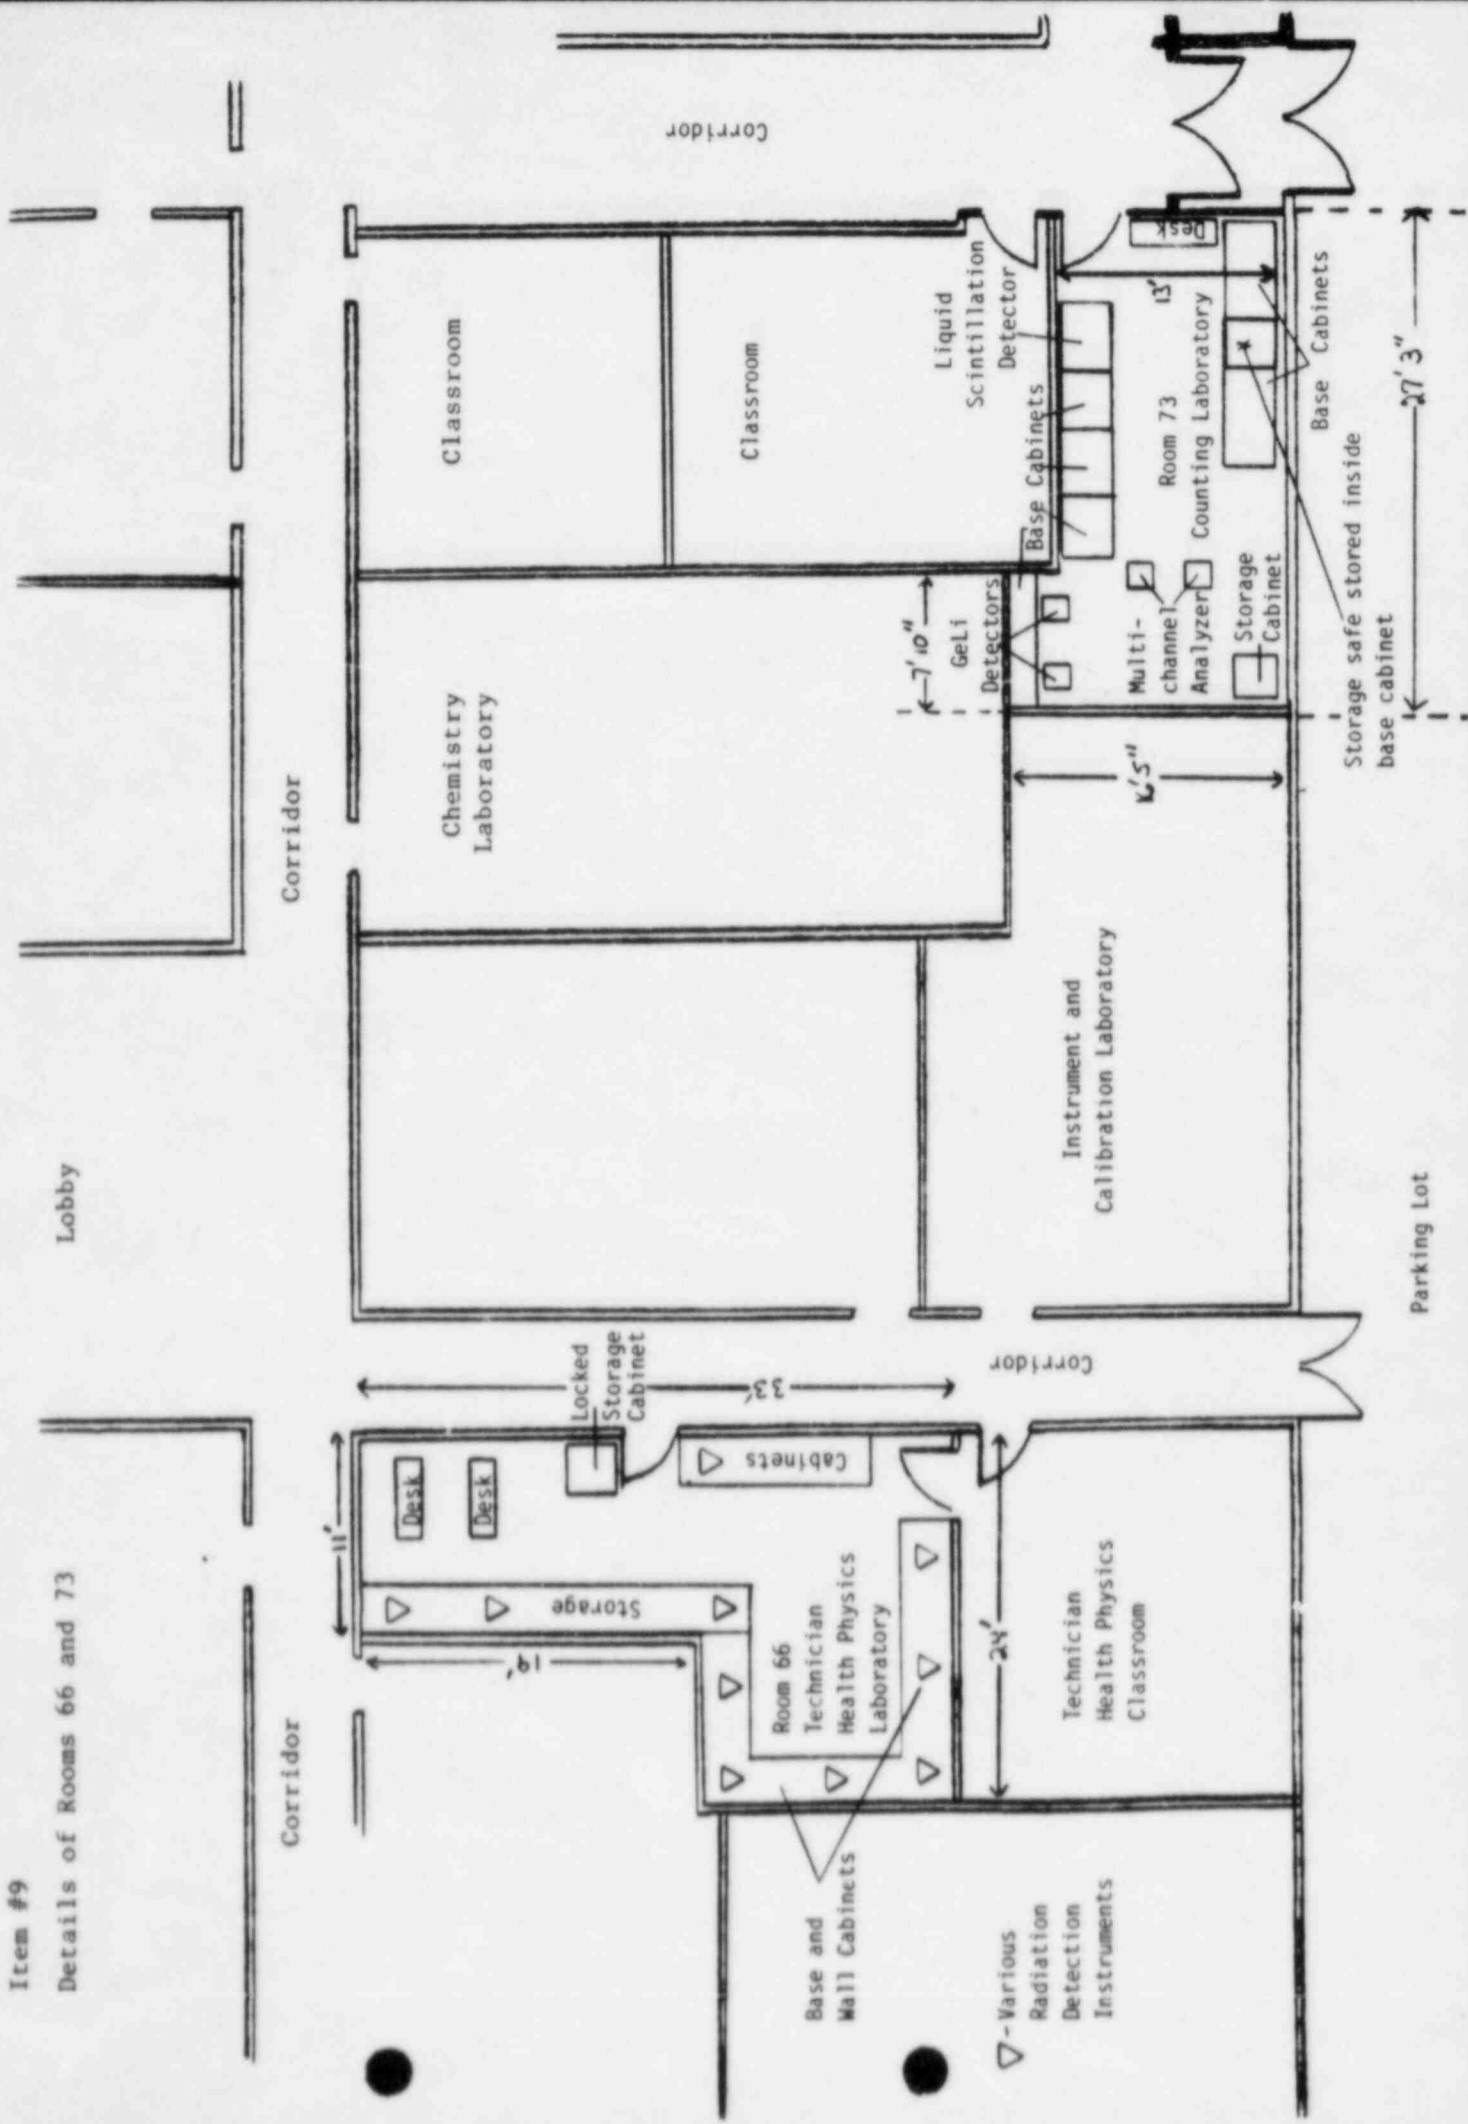 Item #9
Details of Rooms 66 and 73
Lobby
Corridor
Corridor
Corridor
Classroom
Classroom
Chemistry
Laboratory
Liquid
Scintillation
Detector
Base Cabinets
7'10"
GeLi
Detectors
Desk
13'
Room 73
Counting Laboratory
Multi-
channel
Analyzer
Storage
Cabinet
Base Cabinets
27'3"
Storage safe stored inside
base cabinet
Instrument and
Calibration Laboratory
Parking Lot
Corridor
33'
Locked
Storage
Cabinet
11'
Desk
Desk
Cabinets
Storage
19'
Room 66
Technician
Health Physics
Laboratory
24'
Technician
Health Physics
Classroom
Base and
Wall Cabinets
-Various
Radiation
Detection
Instruments